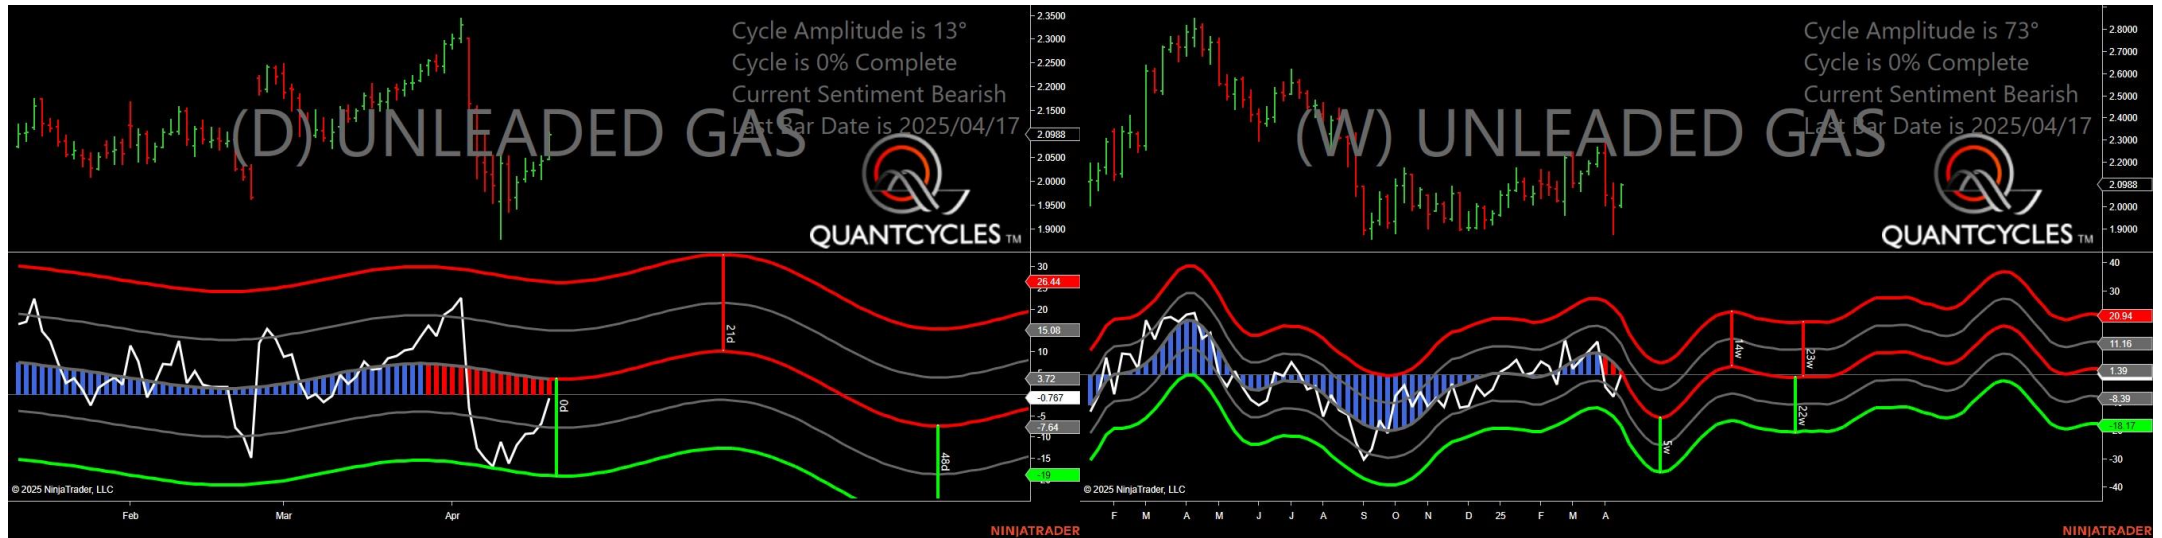 Cycle Amplitude is 13°
Cycle is 0% Complete
Current Sentiment Bearish
Last Bar Date is 2025/04/17
(D) UNLEADED GAS
QUANTCYCLES TM
2.3500
2.3000
2.2500
2.2000
2.1500
2.0988
2.0500
2.0000
1.9500
1.9000
30
26.44
20
15.08
10
3.72
-0.767
-5
-7.64
-10
-15
-19
21d
0d
48d
© 2025 NinjaTrader, LLC
Feb Mar Apr
NINJATRADER
Cycle Amplitude is 73°
Cycle is 0% Complete
Current Sentiment Bearish
Last Bar Date is 2025/04/17
(W) UNLEADED GAS
QUANTCYCLES TM
2.8000
2.7000
2.6000
2.5000
2.4000
2.3000
2.2000
2.0988
2.0000
1.9000
40
30
20.94
11.16
1.39
-8.39
-18.17
-30
-40
14w
23w
22w
5w
© 2025 NinjaTrader, LLC
F M A M J J A S O N D 25 F M A
NINJATRADER